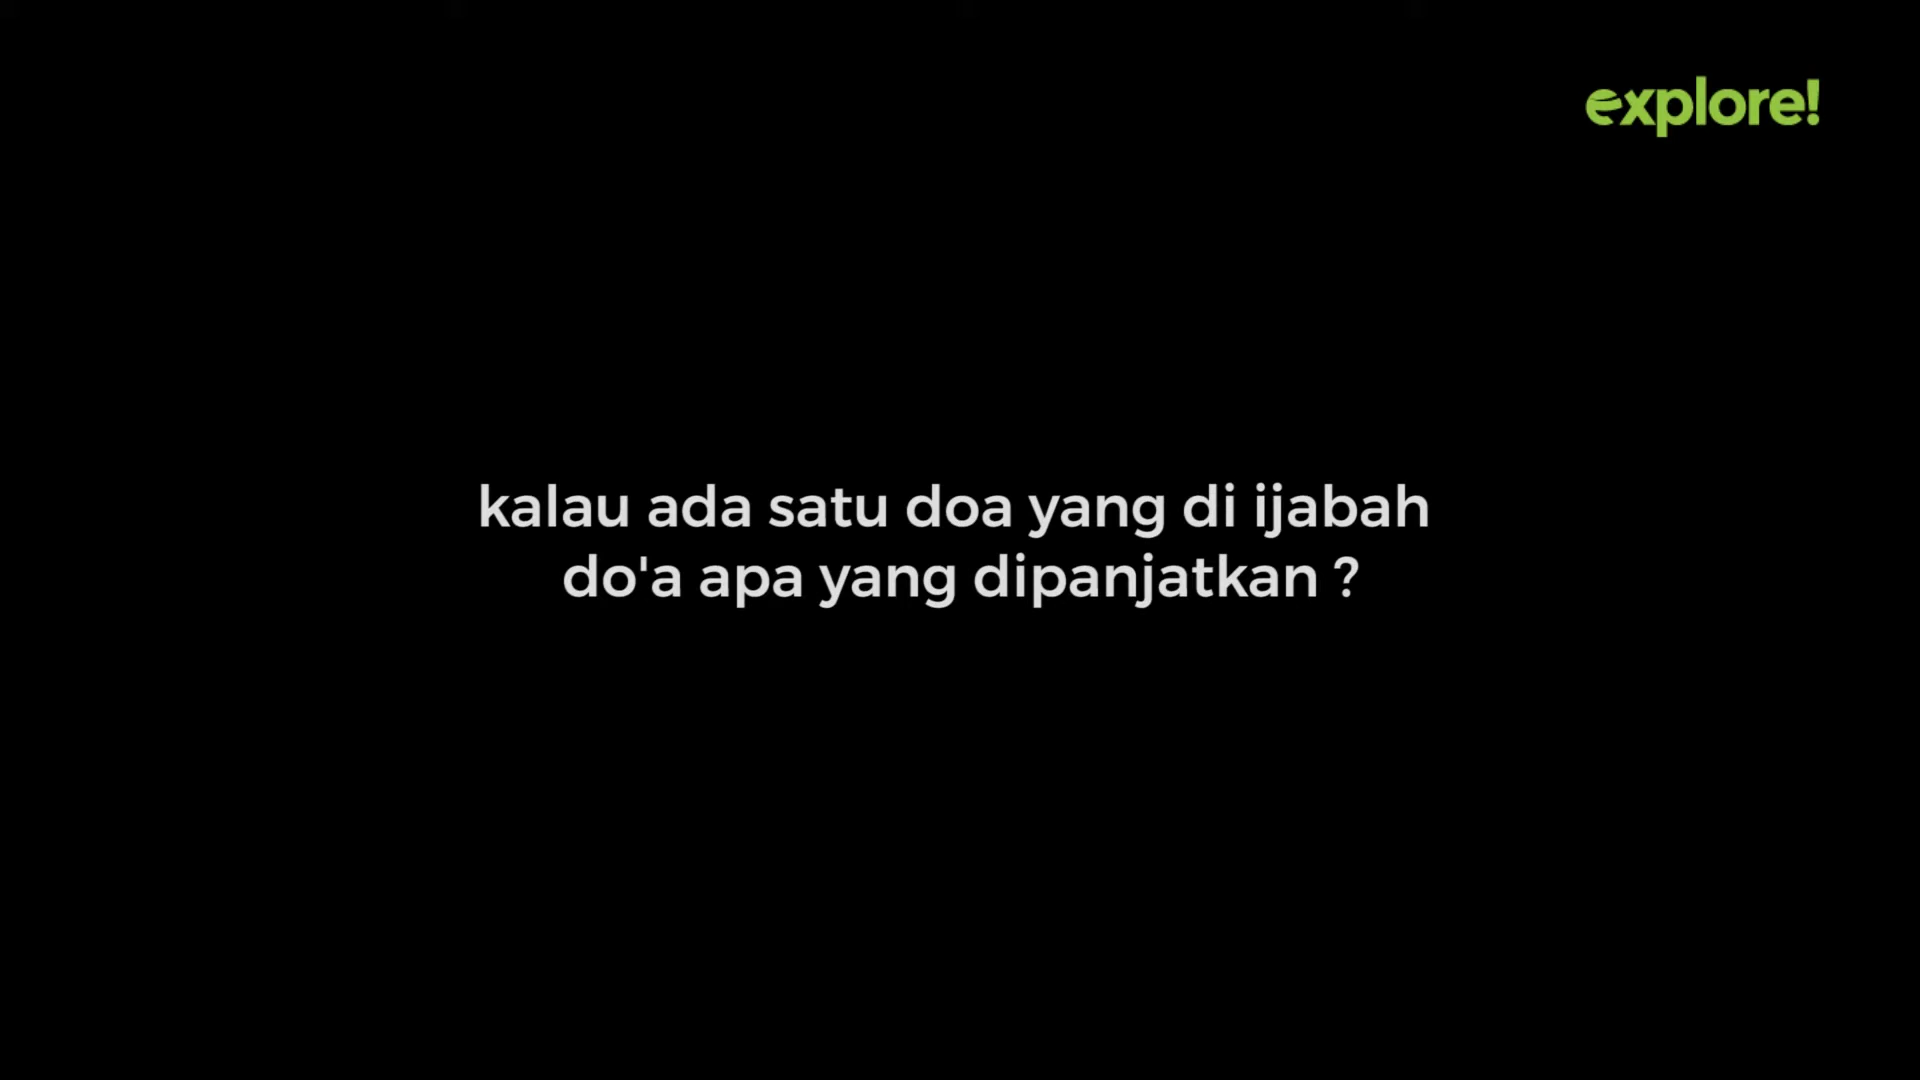 explore!
kalau ada satu doa yang di ijabah
do'a apa yang dipanjatkan ?